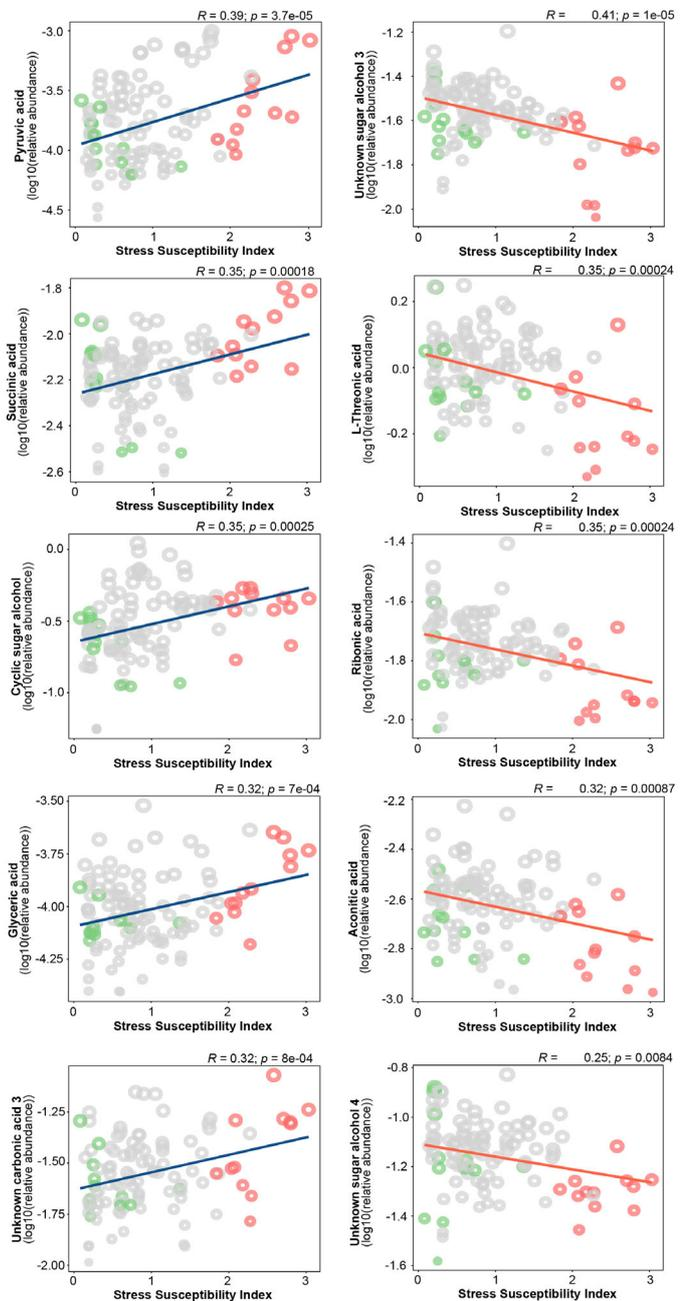 R = 0.39; p = 3.7e-05
Pyruvic acid
(log10(relative abundance))
-3.0
-3.5
-4.0
-4.5
0 1 2 3
Stress Susceptibility Index
R = 0.41; p = 1e-05
Unknown sugar alcohol 3
(log10(relative abundance))
-1.2
-1.4
-1.6
-1.8
-2.0
0 1 2 3
Stress Susceptibility Index
R = 0.35; p = 0.00018
Succinic acid
(log10(relative abundance))
-1.8
-2.0
-2.2
-2.4
-2.6
0 1 2 3
Stress Susceptibility Index
R = 0.35; p = 0.00024
L-Threonic acid
(log10(relative abundance))
0.2
0.0
-0.2
0 1 2 3
Stress Susceptibility Index
R = 0.35; p = 0.00025
Cyclic sugar alcohol
(log10(relative abundance))
0.0
-0.5
-1.0
0 1 2 3
Stress Susceptibility Index
R = 0.35; p = 0.00024
Ribonic acid
(log10(relative abundance))
-1.4
-1.6
-1.8
-2.0
0 1 2 3
Stress Susceptibility Index
R = 0.32; p = 7e-04
Glyceric acid
(log10(relative abundance))
-3.50
-3.75
-4.00
-4.25
0 1 2 3
Stress Susceptibility Index
R = 0.32; p = 0.00087
Aconitic acid
(log10(relative abundance))
-2.2
-2.4
-2.6
-2.8
-3.0
0 1 2 3
Stress Susceptibility Index
R = 0.32; p = 8e-04
Unknown carbonic acid 3
(log10(relative abundance))
-1.25
-1.50
-1.75
-2.00
0 1 2 3
Stress Susceptibility Index
R = 0.25; p = 0.0084
Unknown sugar alcohol 4
(log10(relative abundance))
-0.8
-1.0
-1.2
-1.4
-1.6
0 1 2 3
Stress Susceptibility Index